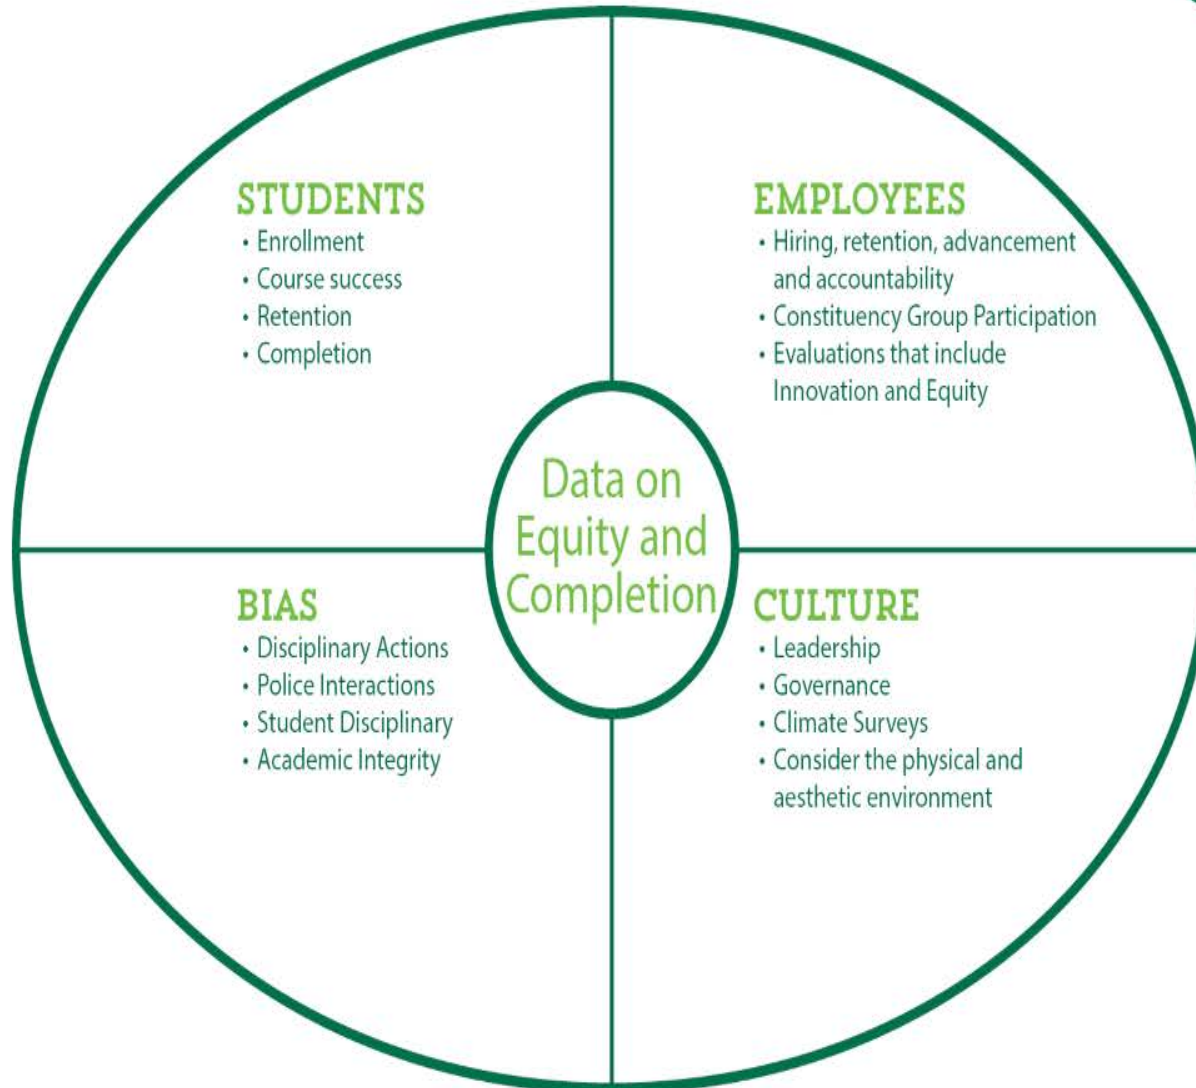 STUDENTS
• Enrollment
• Course success
• Retention
• Completion
EMPLOYEES
• Hiring, retention, advancement
and accountability
• Constituency Group Participation
• Evaluations that include
Innovation and Equity
Data on
Equity and
Completion
BIAS
• Disciplinary Actions
• Police Interactions
• Student Disciplinary
• Academic Integrity
CULTURE
• Leadership
• Governance
• Climate Surveys
• Consider the physical and
aesthetic environment